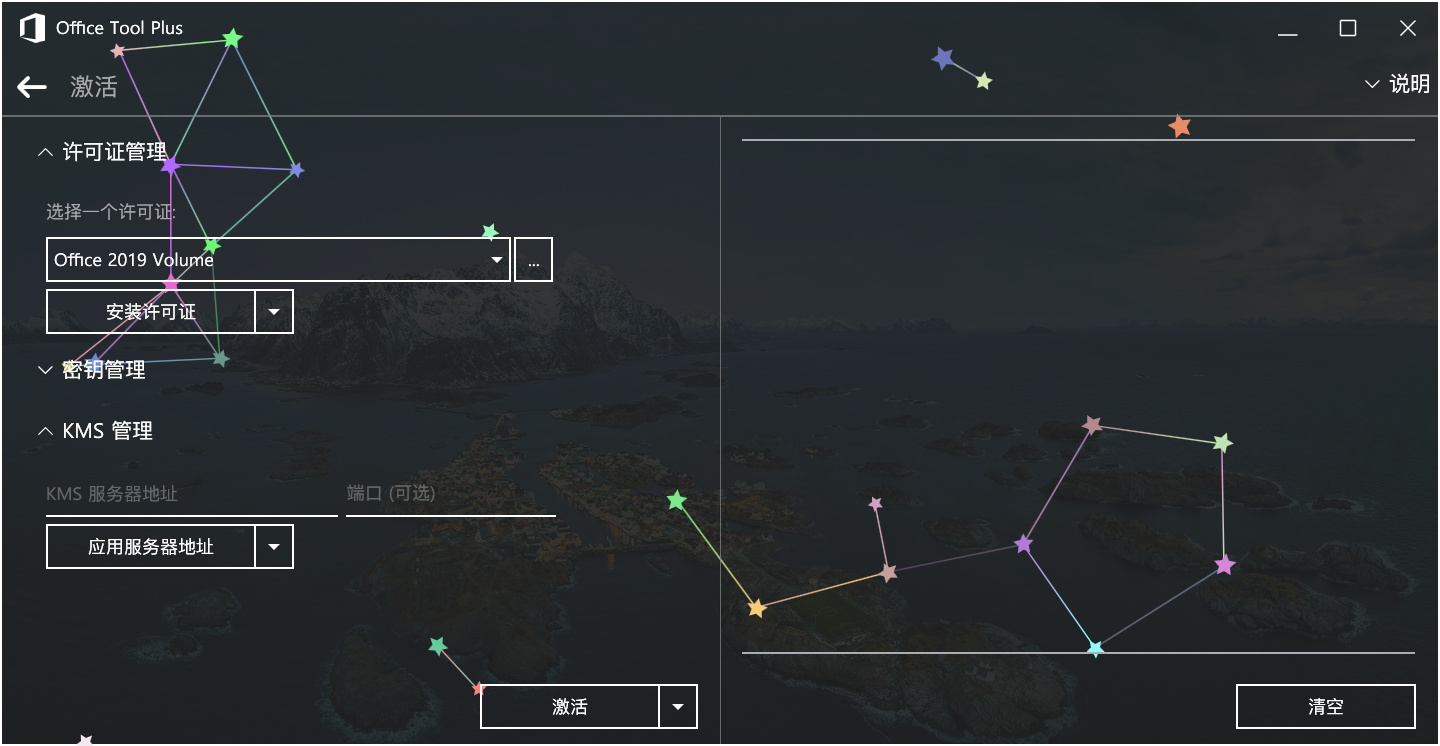 Office Tool Plus
激活
说明
许可证管理
选择一个许可证:
Office 2019 Volume
...
安装许可证
密钥管理
KMS 管理
KMS 服务器地址
端口 (可选)
应用服务器地址
激活
清空